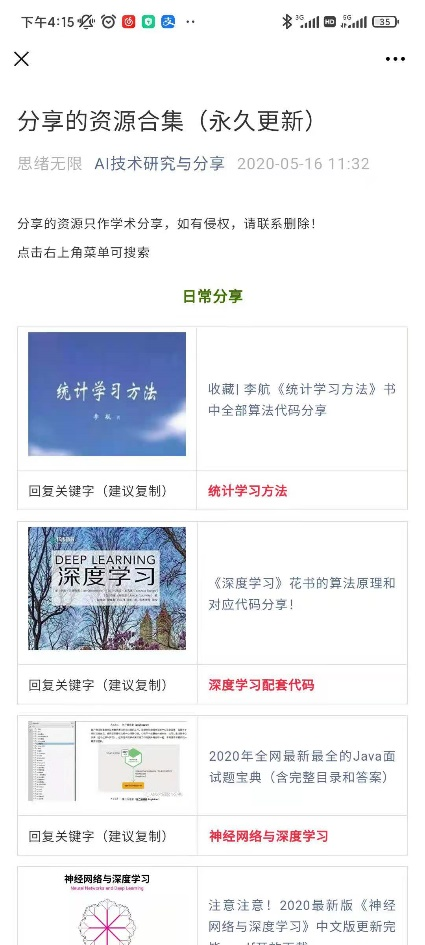 下午4:15
3G
HD
5G
35
分享的资源合集（永久更新）
思绪无限 AI技术研究与分享 2020-05-16 11:32
分享的资源只作学术分享，如有侵权，请联系删除！
点击右上角菜单可搜索
日常分享
统计学习方法
李航
收藏| 李航《统计学习方法》书
中全部算法代码分享
回复关键字（建议复制）
统计学习方法
DEEP LEARNING
深度学习
《深度学习》花书的算法原理和
对应代码分享！
回复关键字（建议复制）
深度学习配套代码
2020年全网最新最全的Java面
试题宝典（含完整目录和答案）
回复关键字（建议复制）
神经网络与深度学习
神经网络与深度学习
Neural Networks and Deep Learning
注意注意！2020最新版《神经
网络与深度学习》中文版更新完